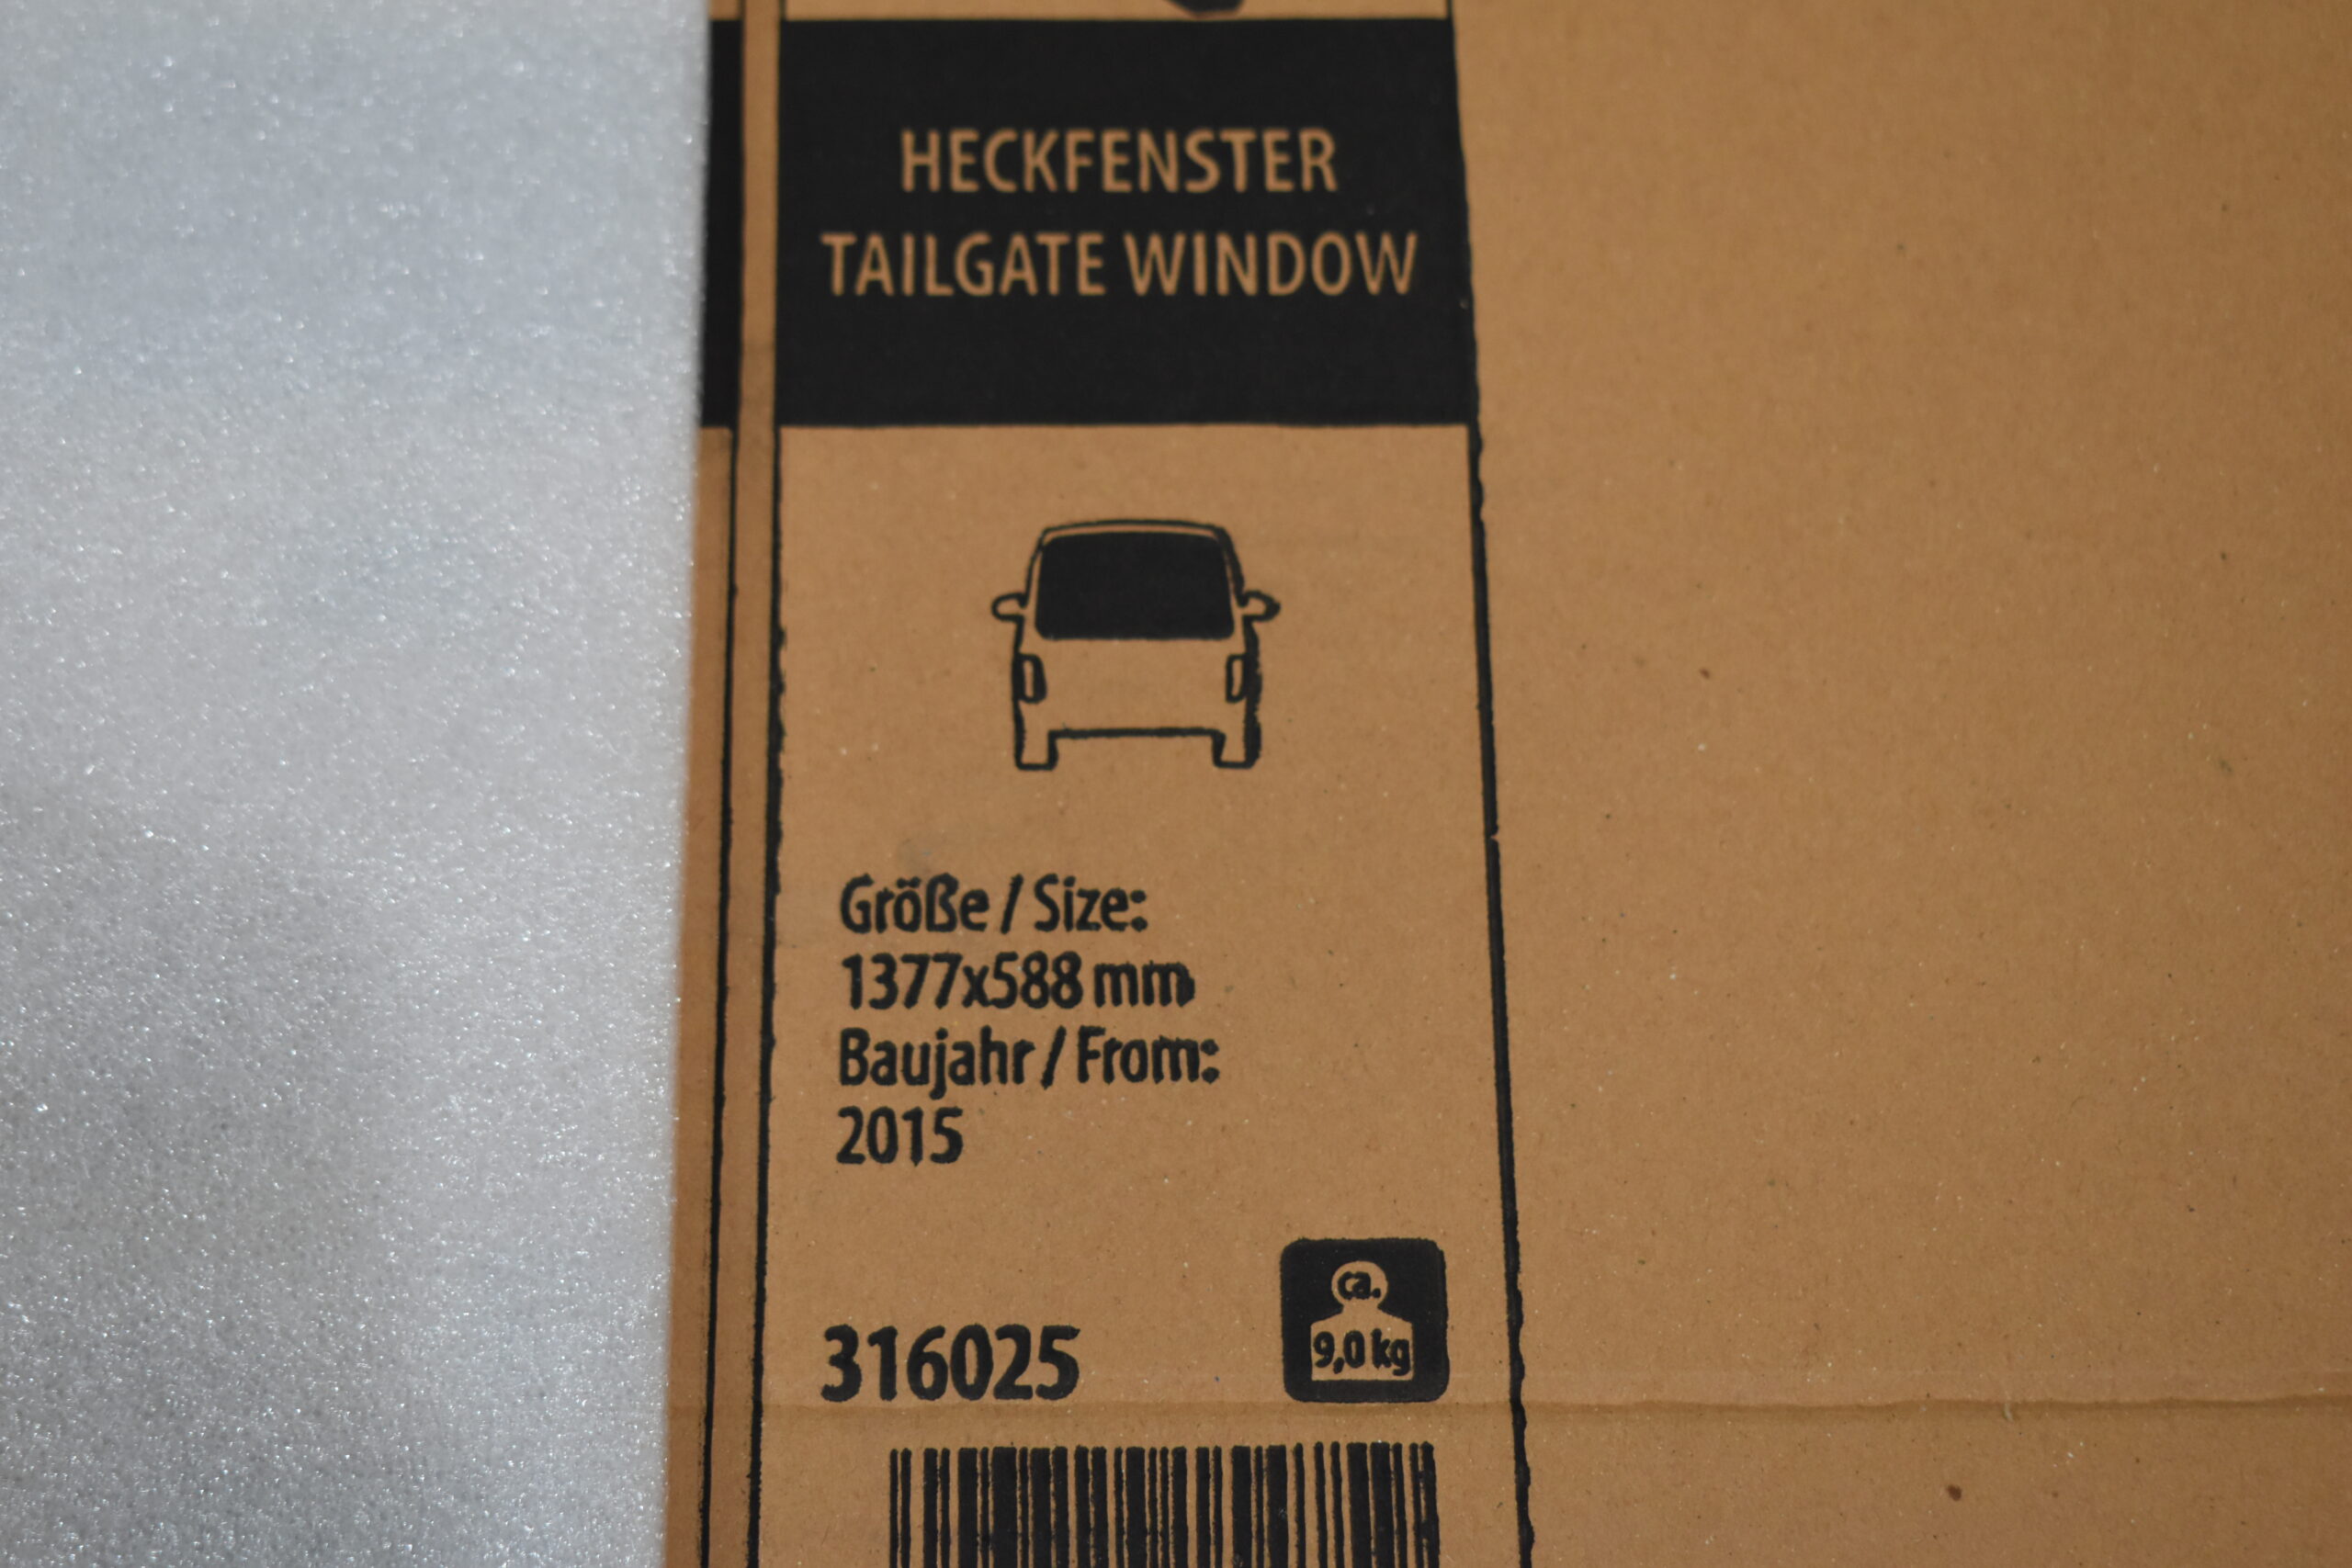 HECKFENSTER
TAILGATE WINDOW
Größe / Size:
1377x588 mm
Baujahr / From:
2015
316025
ca.
9,0 kg